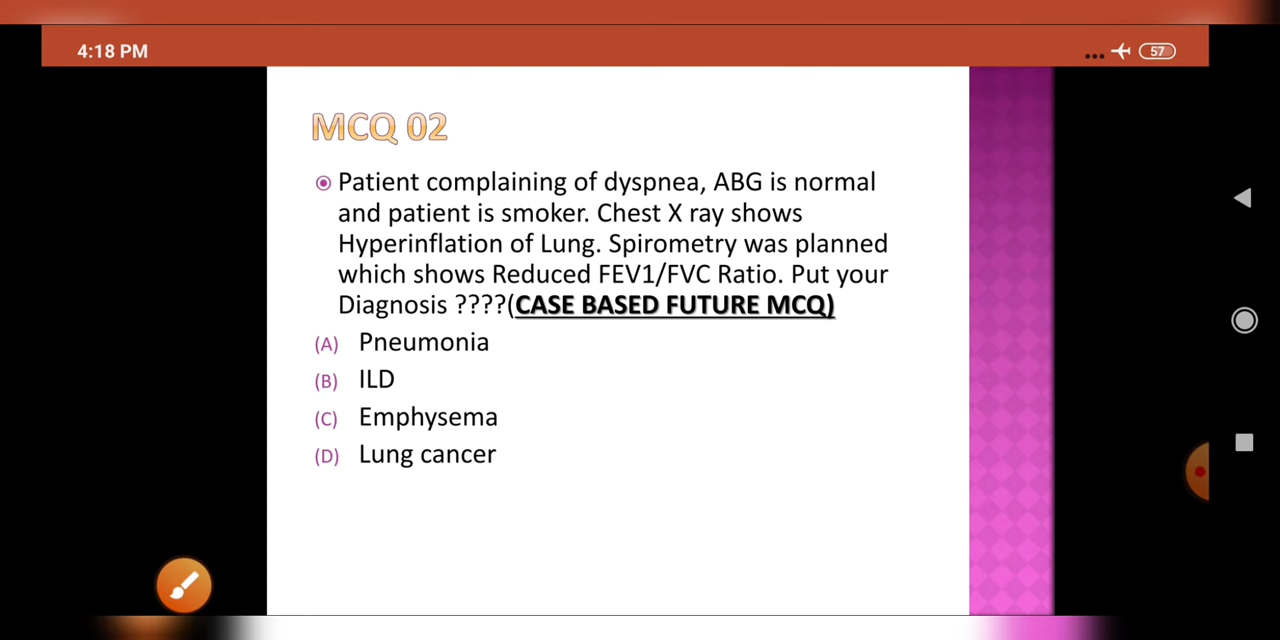 4:18 PM
57
MCQ 02
Patient complaining of dyspnea, ABG is normal
and patient is smoker. Chest X ray shows
Hyperinflation of Lung. Spirometry was planned
which shows Reduced FEV1/FVC Ratio. Put your
Diagnosis ????(CASE BASED FUTURE MCQ)
(A) Pneumonia
(B) ILD
(C) Emphysema
(D) Lung cancer